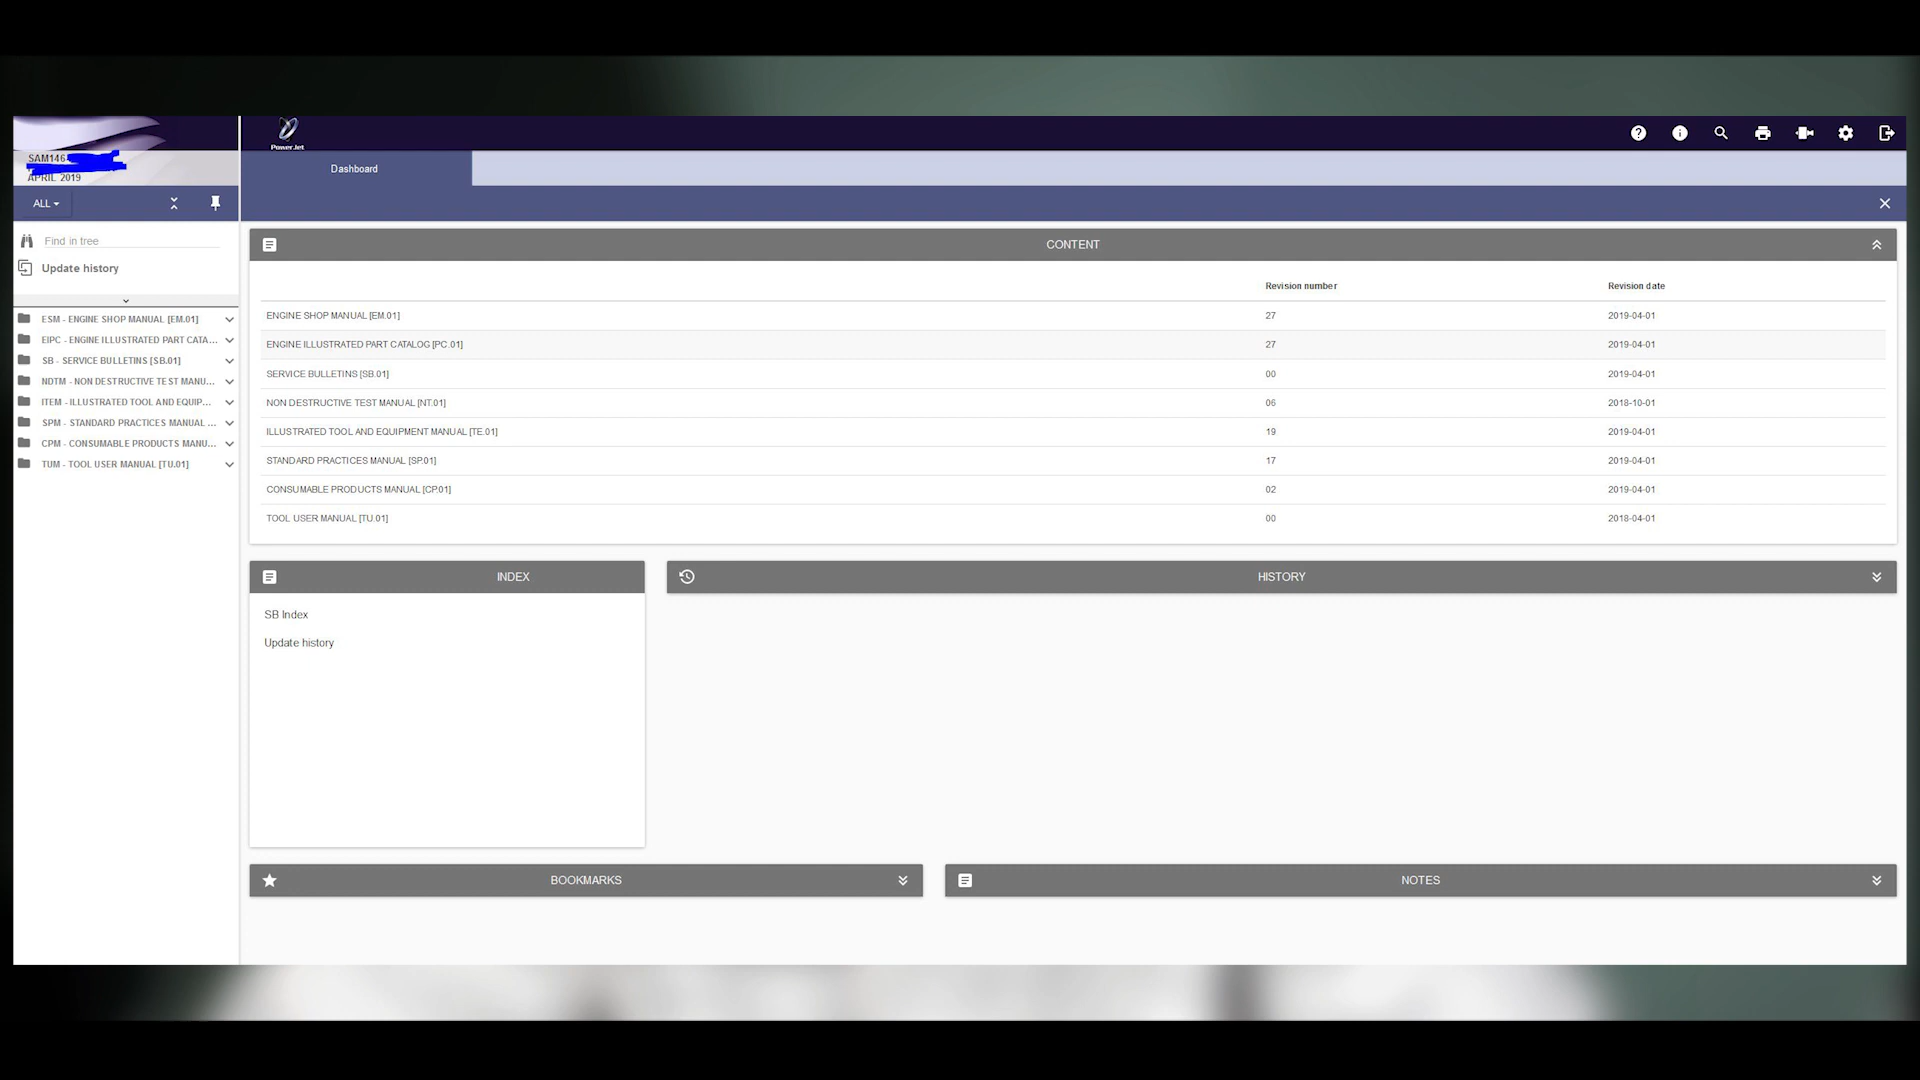 PowerJet
SAM146
APRIL 2019
Dashboard
ALL
Find in tree
Update history
ESM - ENGINE SHOP MANUAL [EM.01]
EIPC - ENGINE ILLUSTRATED PART CATA...
SB - SERVICE BULLETINS [SB.01]
NDTM - NON DESTRUCTIVE TEST MANU...
ITEM - ILLUSTRATED TOOL AND EQUIP...
SPM - STANDARD PRACTICES MANUAL ...
CPM - CONSUMABLE PRODUCTS MANU...
TUM - TOOL USER MANUAL [TU.01]
CONTENT
Revision number Revision date
ENGINE SHOP MANUAL [EM.01] 27 2019-04-01
ENGINE ILLUSTRATED PART CATALOG [PC.01] 27 2019-04-01
SERVICE BULLETINS [SB.01] 00 2019-04-01
NON DESTRUCTIVE TEST MANUAL [NT.01] 06 2018-10-01
ILLUSTRATED TOOL AND EQUIPMENT MANUAL [TE.01] 19 2019-04-01
STANDARD PRACTICES MANUAL [SP.01] 17 2019-04-01
CONSUMABLE PRODUCTS MANUAL [CP.01] 02 2019-04-01
TOOL USER MANUAL [TU.01] 00 2018-04-01
INDEX
SB Index
Update history
HISTORY
BOOKMARKS
NOTES